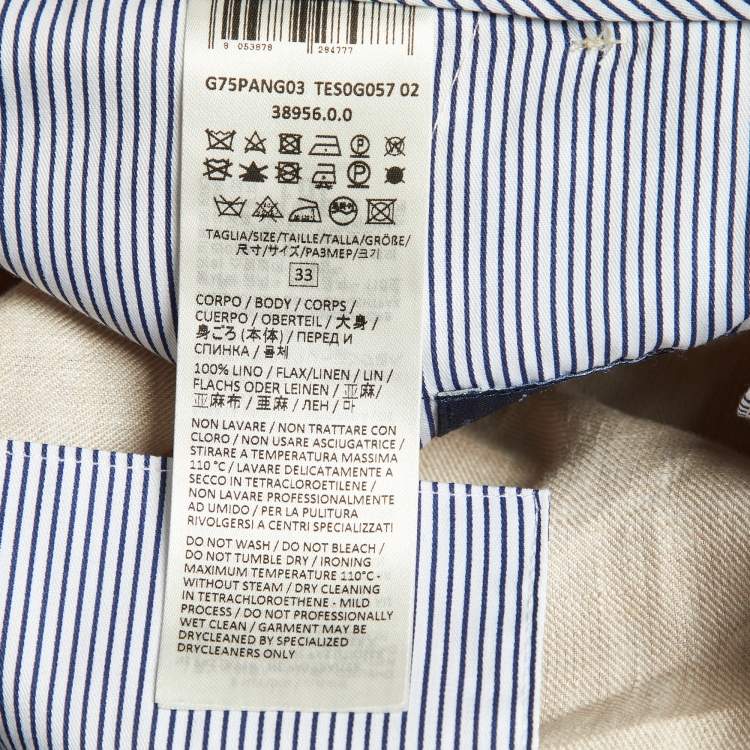 8 053878 284777
G75PANG03 TES0G057 02
38956.0.0
TAGLIA/SIZE/TAILLE/TALLA/GRÖßE/
尺寸/サイズ/РАЗМЕР/크기
33
CORPO / BODY / CORPS /
CUERPO / OBERTEIL / 大身 /
身ごろ (本体) / ПЕРЕД И
СПИНКА / 몸체
100% LINO / FLAX/LINEN / LIN /
FLACHS ODER LEINEN / 亚麻/
亚麻布 / 亜麻 / ЛЕН / 마
NON LAVARE / NON TRATTARE CON
CLORO / NON USARE ASCIUGATRICE /
STIRARE A TEMPERATURA MASSIMA
110 °C / LAVARE DELICATAMENTE A
SECCO IN TETRACLOROETILENE /
NON LAVARE PROFESSIONALMENTE
AD UMIDO / PER LA PULITURA
RIVOLGERSI A CENTRI SPECIALIZZATI
DO NOT WASH / DO NOT BLEACH /
DO NOT TUMBLE DRY / IRONING
MAXIMUM TEMPERATURE 110°C -
WITHOUT STEAM / DRY CLEANING
IN TETRACHLOROETHENE - MILD
PROCESS / DO NOT PROFESSIONALLY
WET CLEAN / GARMENT MAY BE
DRYCLEANED BY SPECIALIZED
DRYCLEANERS ONLY